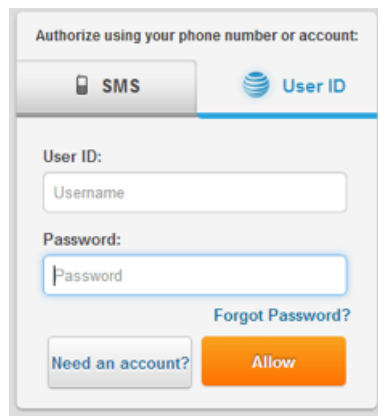 Authorize using your phone number or account:
SMS
User ID
User ID:
Username
Password:
Password
Forgot Password?
Need an account?
Allow